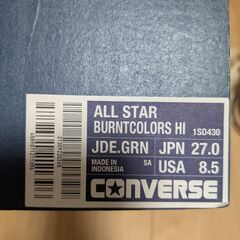 ALL STAR
BURNTCOLORS HI 1SD430
JDE.GRN JPN 27.0
MADE IN INDONESIA SA USA 8.5
CONVERSE